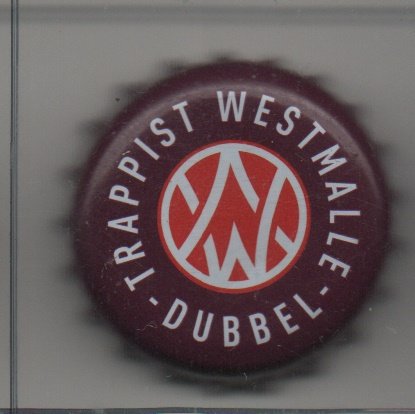 TRAPPIST WESTMALLE
- DUBBEL -